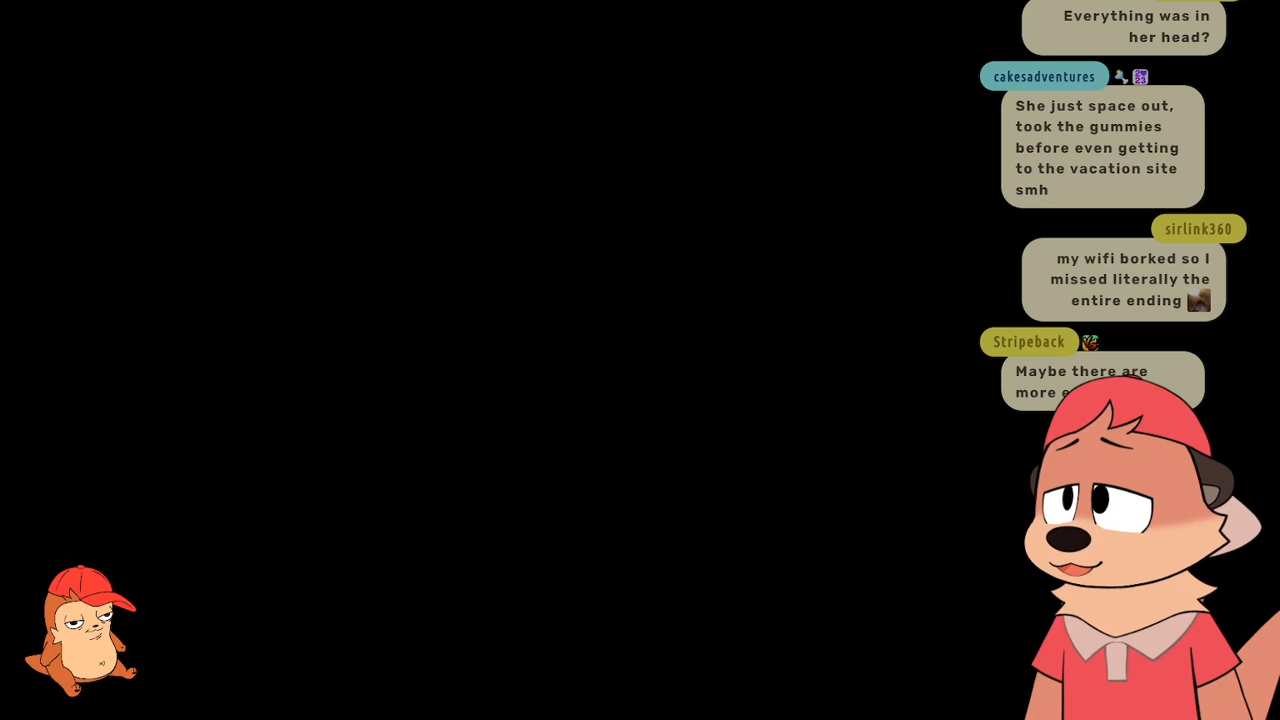 Everything was in
her head?
cakesadventures
She just space out,
took the gummies
before even getting
to the vacation site
smh
sirlink360
my wifi borked so I
missed literally the
entire ending
Stripeback
Maybe there are
more